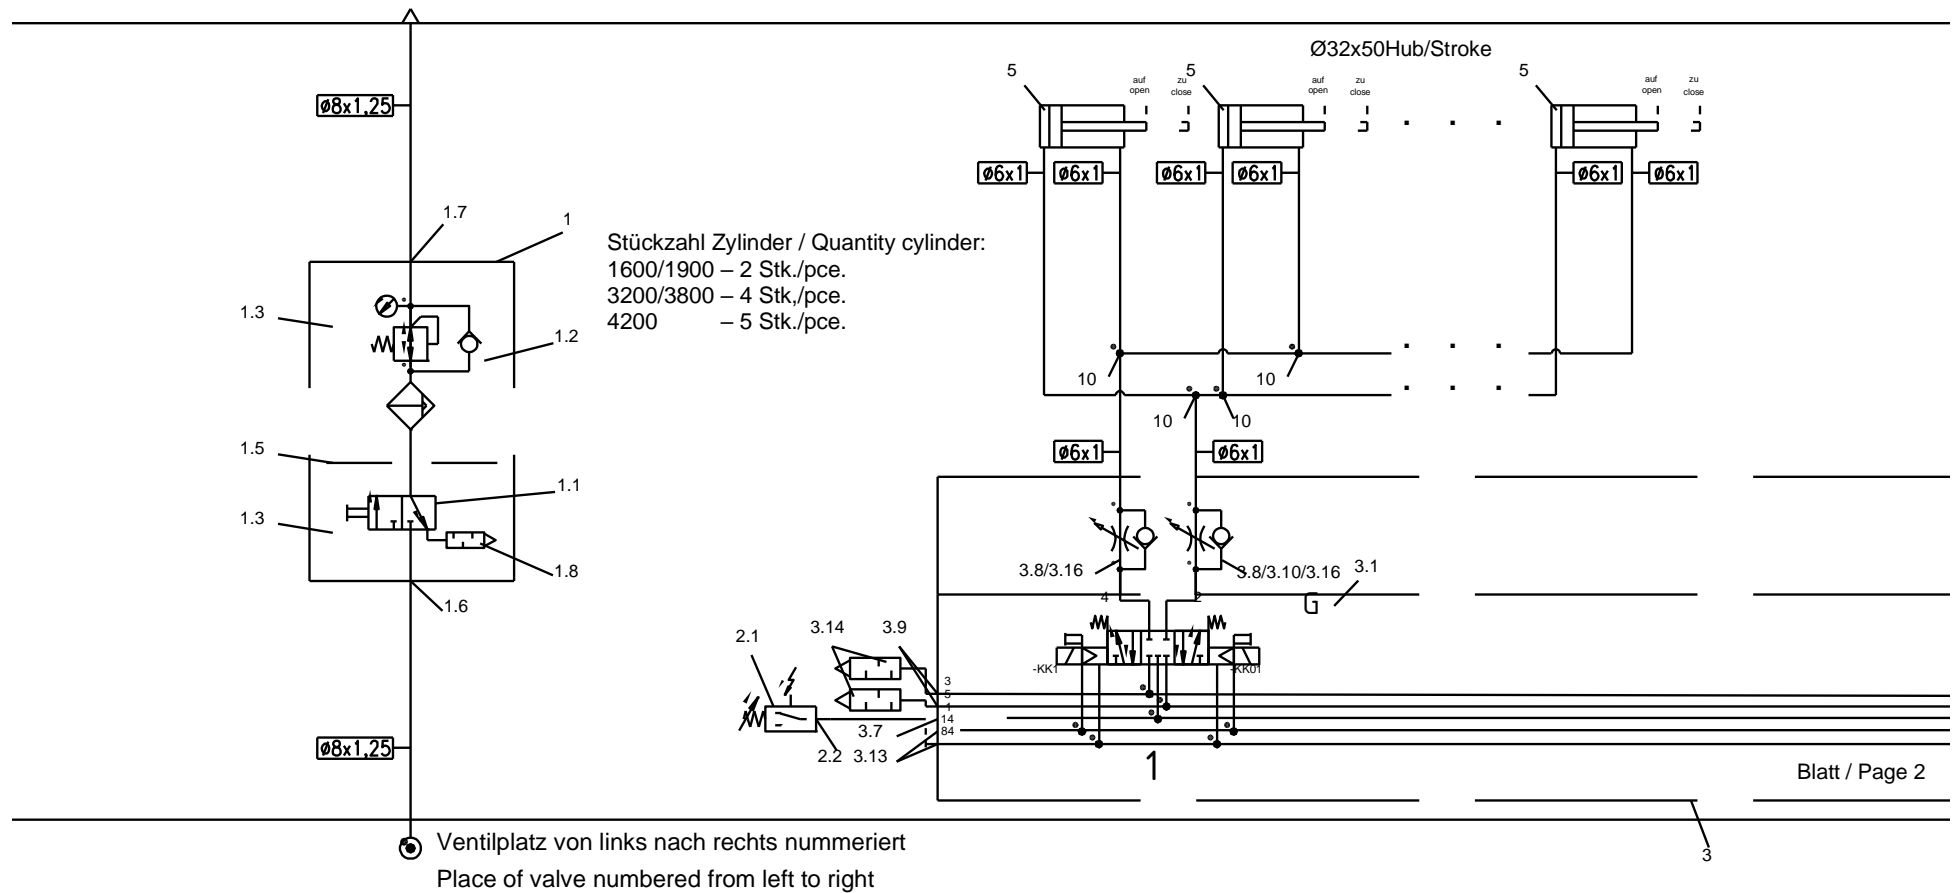 Ø32x50Hub/Stroke
5
auf
open
zu
close
5
auf
open
zu
close
5
auf
open
zu
close
ø8x1,25
ø6x1
ø6x1
ø6x1
ø6x1
ø6x1
ø6x1
1.7
1
Stückzahl Zylinder / Quantity cylinder:
1600/1900 – 2 Stk./pce.
3200/3800 – 4 Stk,/pce.
4200 – 5 Stk./pce.
1.3
1.2
10
10
10
10
1.5
ø6x1
ø6x1
1.1
1.3
1.8
1.6
3.8/3.16
3.8/3.10/3.16
3.1
4
2
G
2.1
3.14
3.9
-KK1
-KK01
3
5
1
14
84
3.7
2.2
3.13
ø8x1,25
1
Blatt / Page 2
3
Ventilplatz von links nach rechts nummeriert
Place of valve numbered from left to right